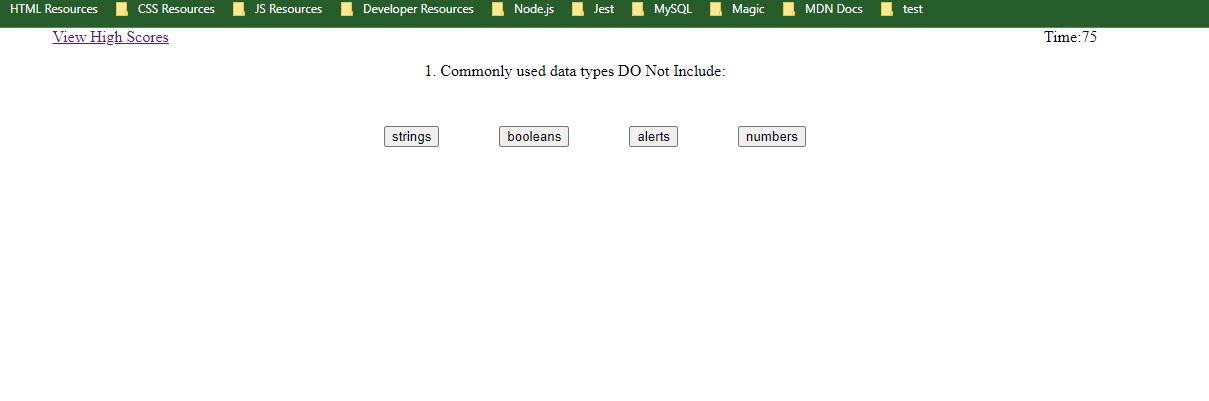 HTML Resources CSS Resources JS Resources Developer Resources Node.js Jest MySQL Magic MDN Docs test
View High Scores Time:75
1. Commonly used data types DO Not Include:
strings booleans alerts numbers